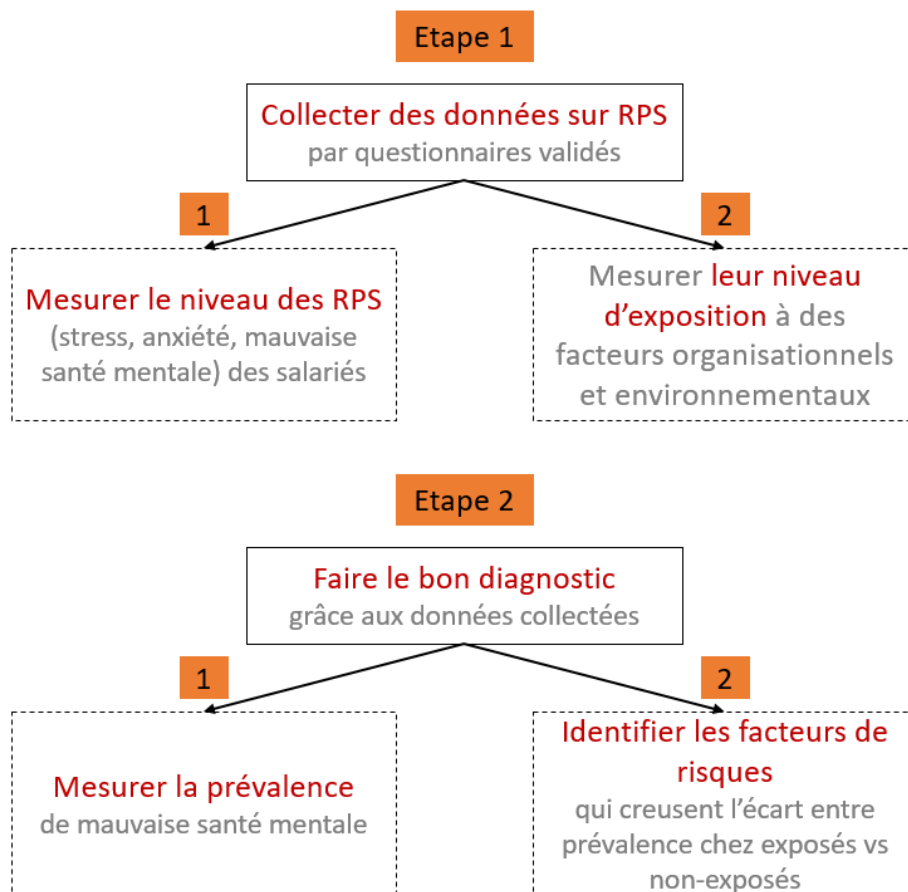 Etape 1
Collecter des données sur RPS
par questionnaires validés
1
2
Mesurer le niveau des RPS
(stress, anxiété, mauvaise
santé mentale) des salariés
Mesurer leur niveau
d'exposition à des
facteurs organisationnels
et environnementaux
Etape 2
Faire le bon diagnostic
grâce aux données collectées
1
2
Mesurer la prévalence
de mauvaise santé mentale
Identifier les facteurs de
risques
qui creusent l'écart entre
prévalence chez exposés vs
non-exposés